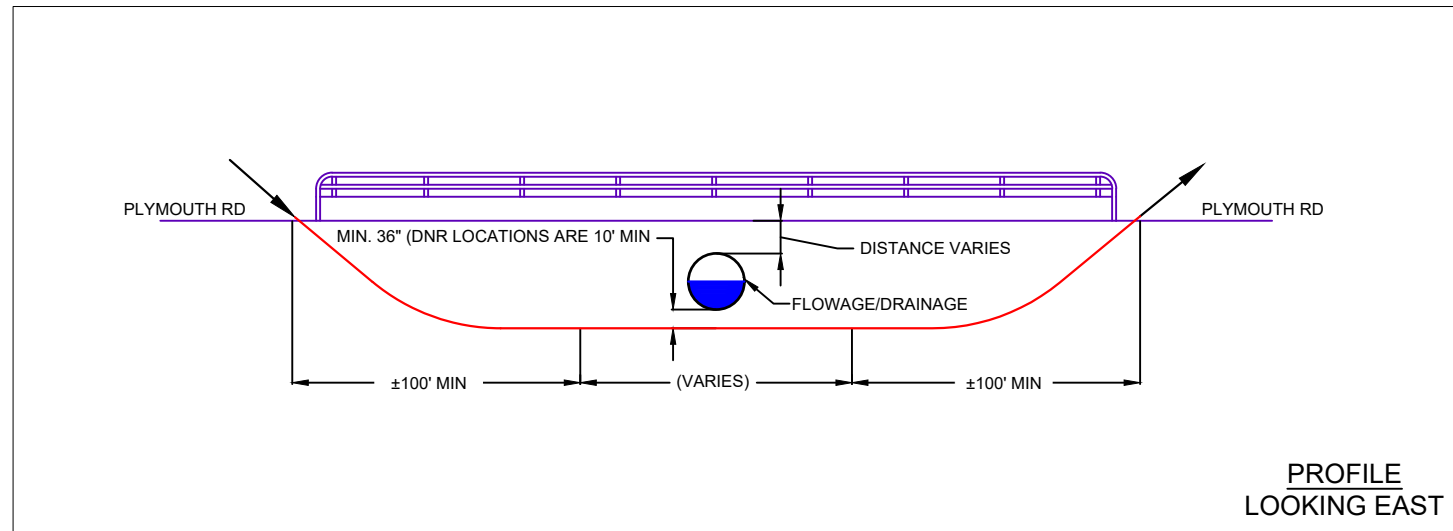 PLYMOUTH RD
PLYMOUTH RD
MIN. 36" (DNR LOCATIONS ARE 10' MIN
DISTANCE VARIES
FLOWAGE/DRAINAGE
±100' MIN
(VARIES)
±100' MIN
PROFILE
LOOKING EAST